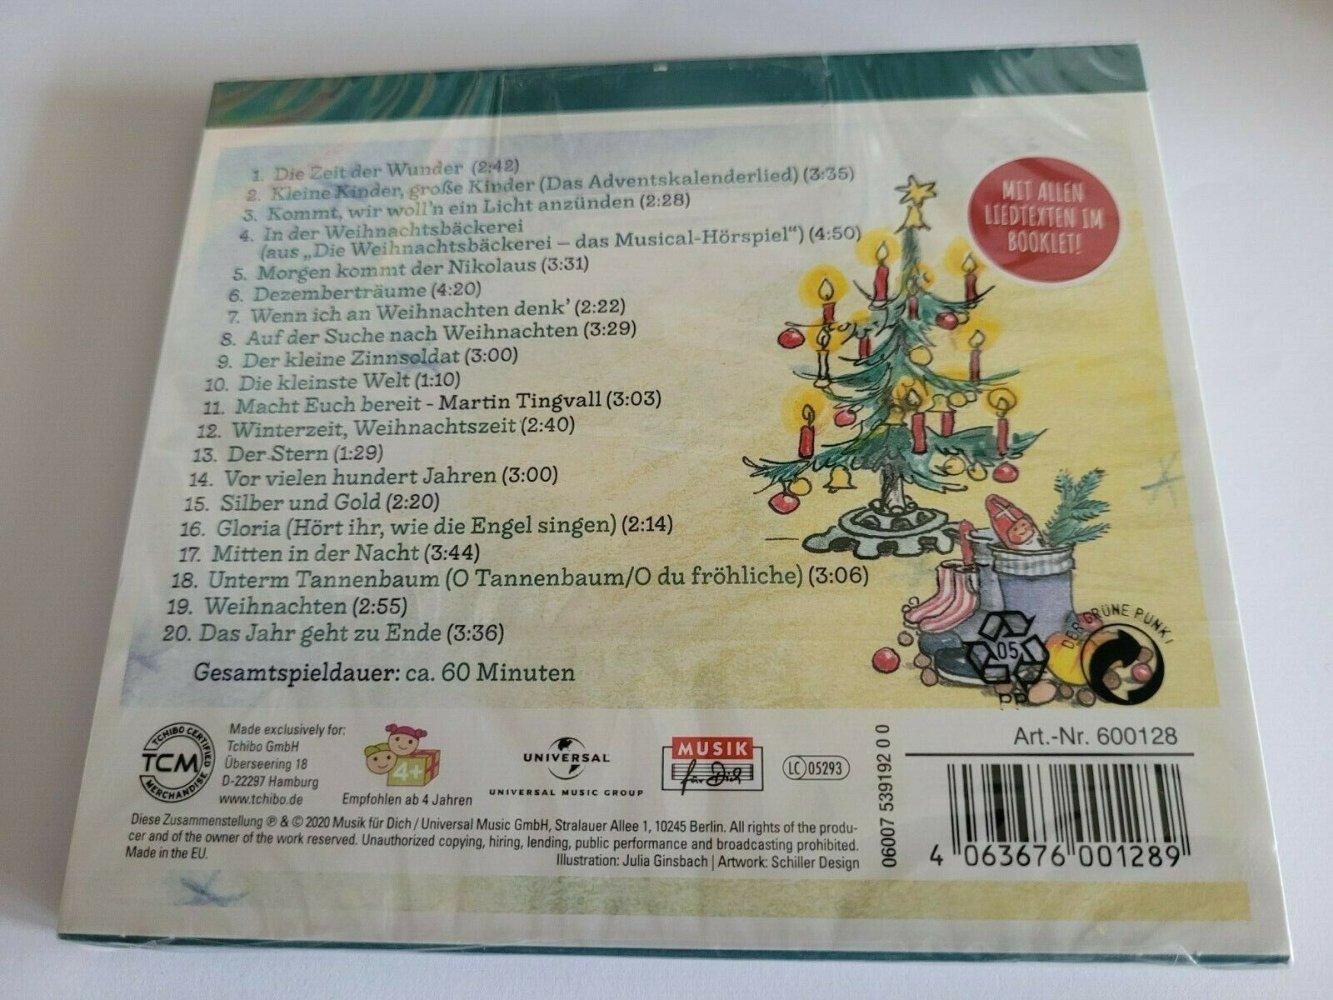 1. Die Zeit der Wunder (2:42)
2. Kleine Kinder, große Kinder (Das Adventskalenderlied) (3:35)
3. Kommt, wir woll'n ein Licht anzünden (2:28)
4. In der Weihnachtsbäckerei
(aus „Die Weihnachtsbäckerei – das Musical-Hörspiel“) (4:50)
5. Morgen kommt der Nikolaus (3:31)
6. Dezemberträume (4:20)
7. Wenn ich an Weihnachten denk’ (2:22)
8. Auf der Suche nach Weihnachten (3:29)
9. Der kleine Zinnsoldat (3:00)
10. Die kleinste Welt (1:10)
11. Macht Euch bereit - Martin Tingvall (3:03)
12. Winterzeit, Weihnachtszeit (2:40)
13. Der Stern (1:29)
14. Vor vielen hundert Jahren (3:00)
15. Silber und Gold (2:20)
16. Gloria (Hört ihr, wie die Engel singen) (2:14)
17. Mitten in der Nacht (3:44)
18. Unterm Tannenbaum (O Tannenbaum/O du fröhliche) (3:06)
19. Weihnachten (2:55)
20. Das Jahr geht zu Ende (3:36)
Gesamtspieldauer: ca. 60 Minuten
MIT ALLEN
LIEDTEXTEN IM
BOOKLET!
05
PP
DER GRÜNE PUNKT
TCHIBO CERTIFIED
TCM
MERCHANDISE
Made exclusively for:
Tchibo GmbH
Überseering 18
D-22297 Hamburg
www.tchibo.de
4+
Empfohlen ab 4 Jahren
UNIVERSAL
UNIVERSAL MUSIC GROUP
MUSIK
für Dich
LC 05293
06007 5391920 0
Art.-Nr. 600128
4 063676 001289
Diese Zusammenstellung ℗ & © 2020 Musik für Dich / Universal Music GmbH, Stralauer Allee 1, 10245 Berlin. All rights of the produ-
cer and of the owner of the work reserved. Unauthorized copying, hiring, lending, public performance and broadcasting prohibited.
Made in the EU.
Illustration: Julia Ginsbach | Artwork: Schiller Design